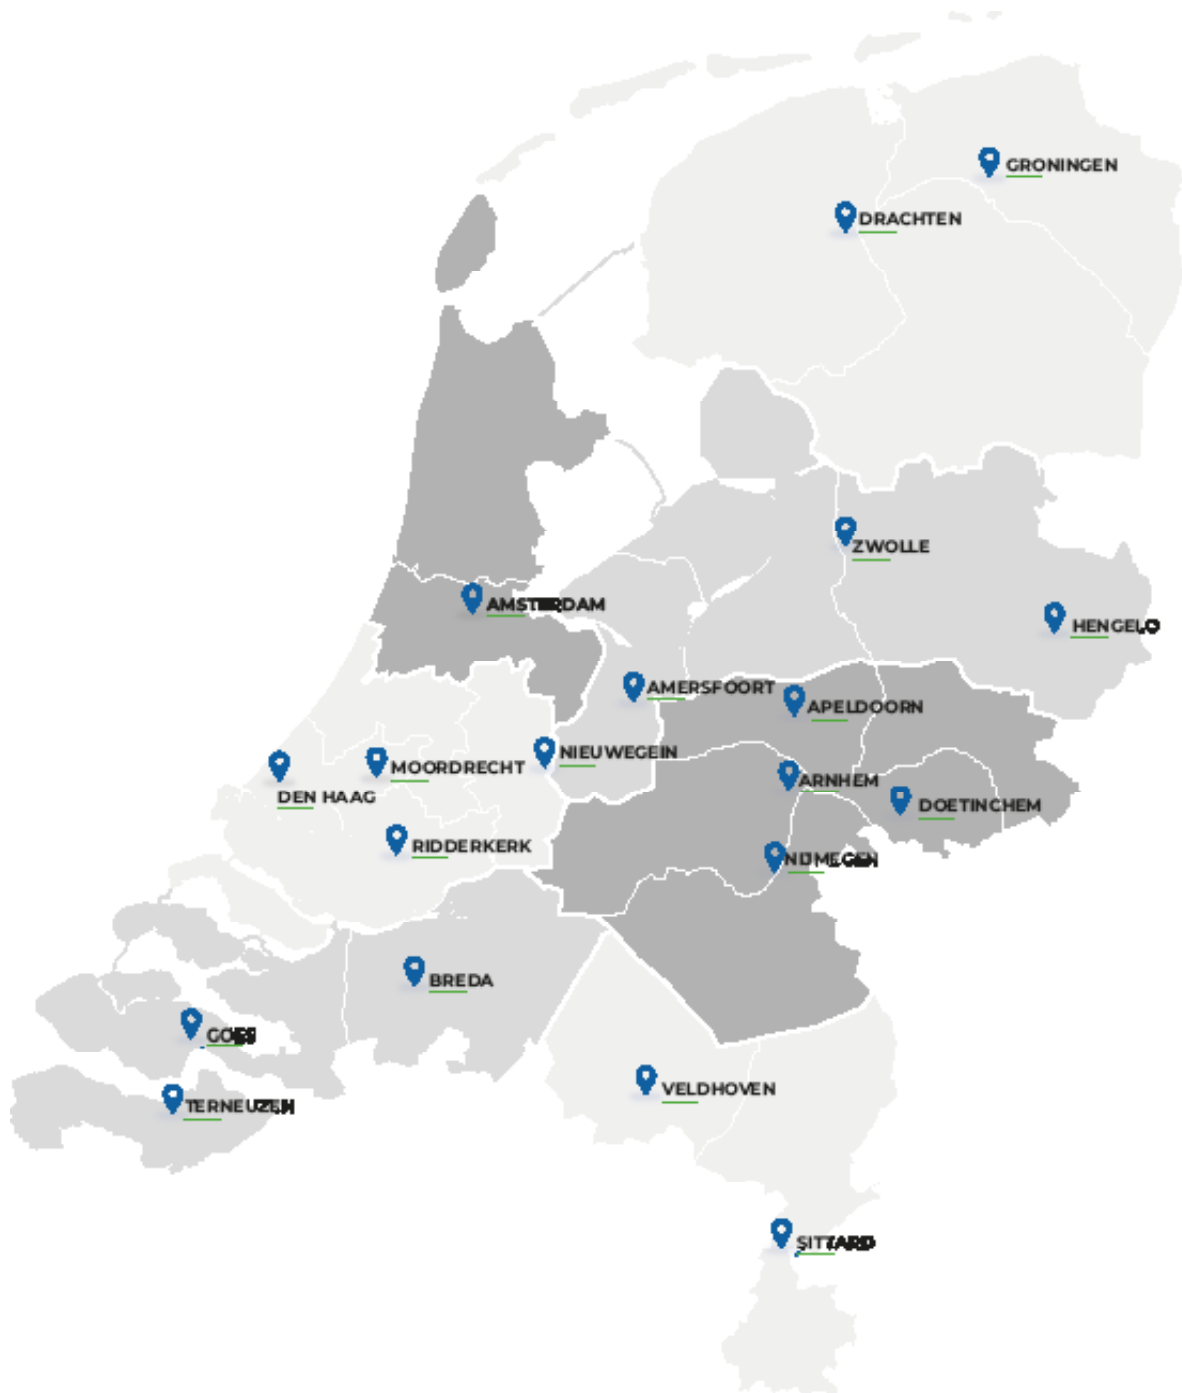 GRONINGEN
DRACHTEN
ZWOLLE
AMSTERDAM
HENGELO
AMERSFOORT
APELDOORN
NIEUWEGEIN
MOORDRECHT
ARNHEM
DEN HAAG
DOETINCHEM
RIDDERKERK
NIJMEGEN
BREDA
GOES
VELDHOVEN
TERNEUZEN
SITTARD